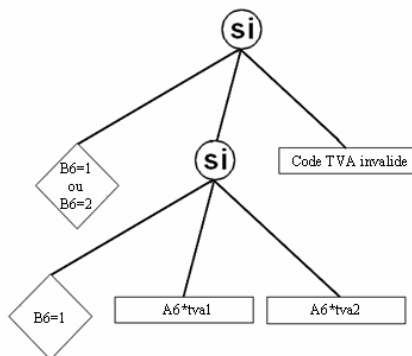 si
B6=1
ou
B6=2
si
Code TVA invalide
B6=1
A6*tva1
A6*tva2